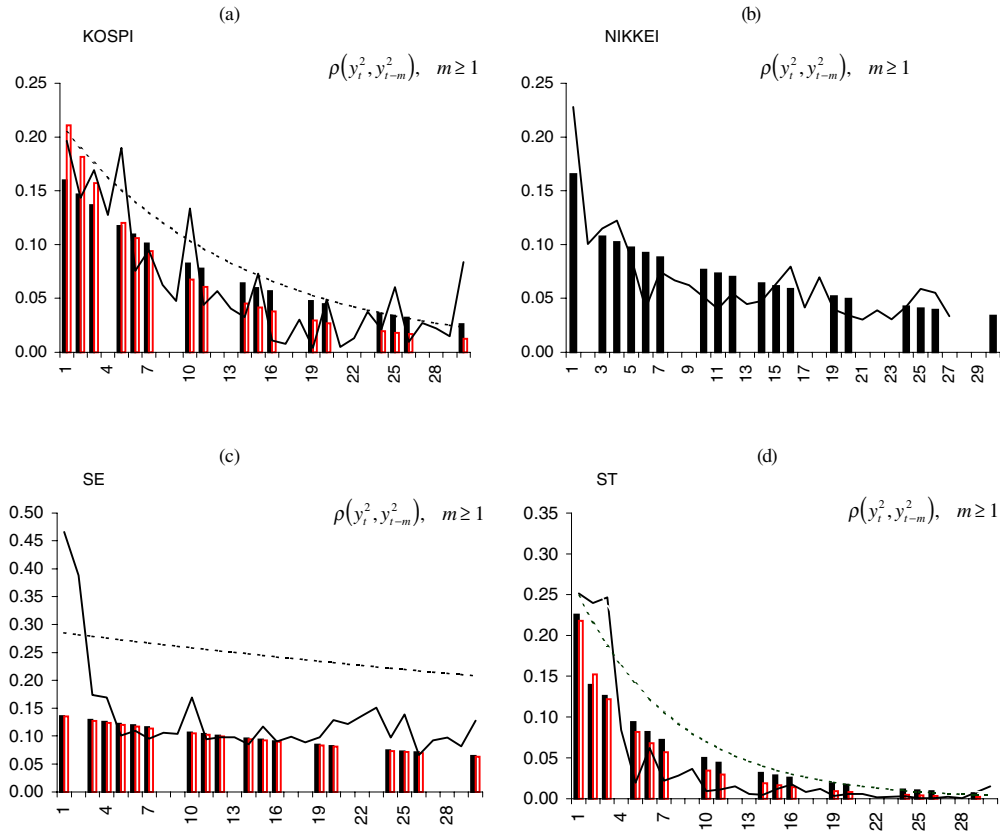 (a)
KOSPI
ρ(y_t^2, y_{t−m}^2), m ≥ 1
0.25
0.20
0.15
0.10
0.05
0.00
1 4 7 10 13 16 19 22 25 28
(b)
NIKKEI
ρ(y_t^2, y_{t−m}^2), m ≥ 1
0.25
0.20
0.15
0.10
0.05
0.00
1 3 5 7 9 11 13 15 17 19 21 23 25 27 29
(c)
SE
ρ(y_t^2, y_{t−m}^2), m ≥ 1
0.50
0.45
0.40
0.35
0.30
0.25
0.20
0.15
0.10
0.05
0.00
1 4 7 10 13 16 19 22 25 28
(d)
ST
ρ(y_t^2, y_{t−m}^2), m ≥ 1
0.35
0.30
0.25
0.20
0.15
0.10
0.05
0.00
1 4 7 10 13 16 19 22 25 28